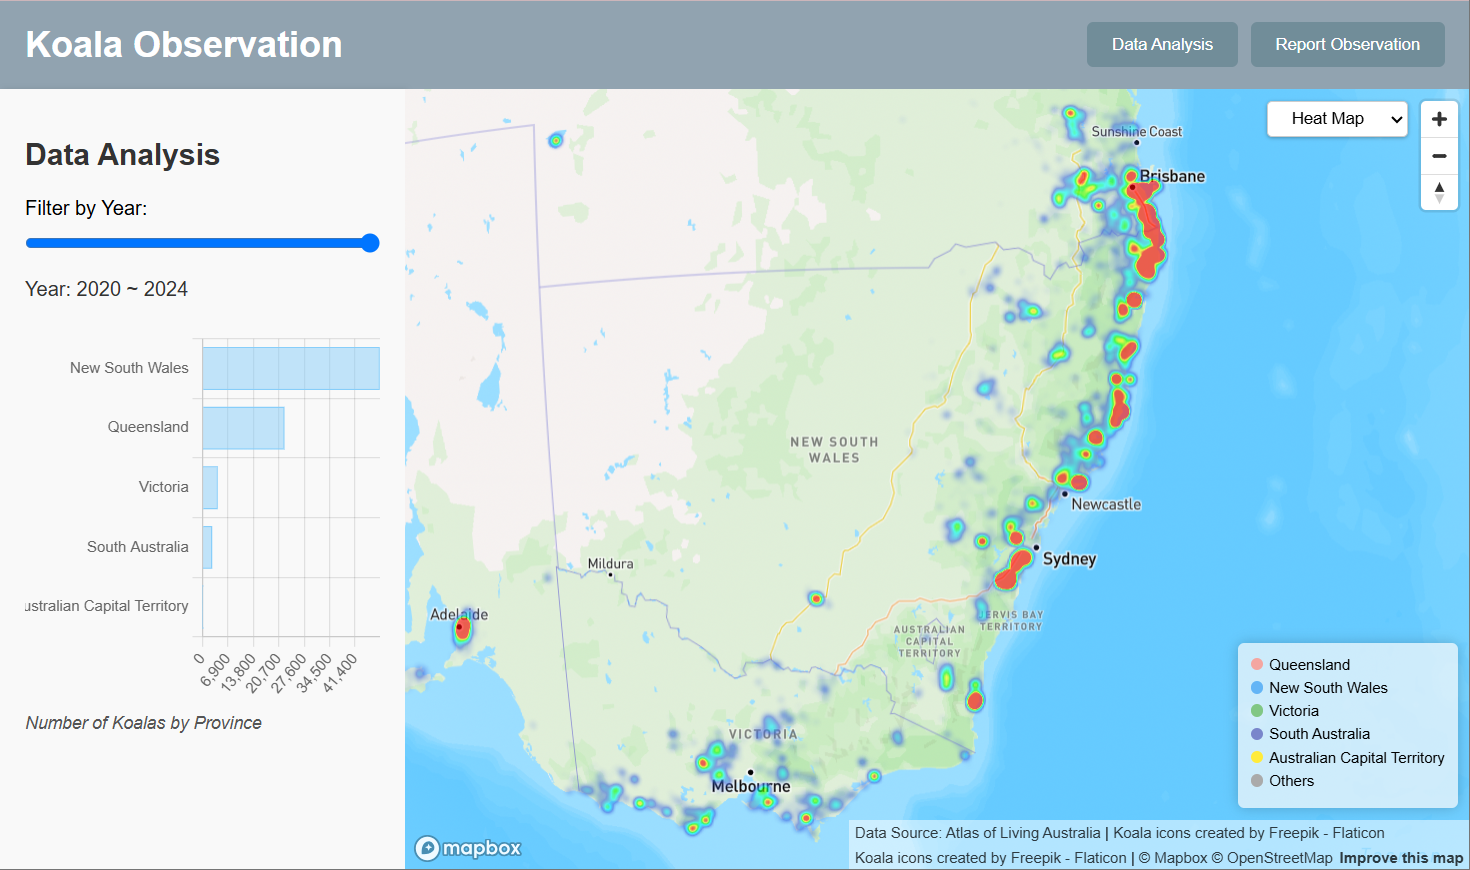 Koala Observation
Data Analysis
Report Observation
Data Analysis
Filter by Year:
Year: 2020 ~ 2024
New South Wales
Queensland
Victoria
South Australia
ustralian Capital Territory
0
6,900
13,800
20,700
27,600
34,500
41,400
Number of Koalas by Province
Heat Map
Sunshine Coast
Brisbane
NEW SOUTH
WALES
Newcastle
Sydney
Mildura
Adelaide
JERVIS BAY
TERRITORY
AUSTRALIAN
CAPITAL
TERRITORY
VICTORIA
Melbourne
Queensland
New South Wales
Victoria
South Australia
Australian Capital Territory
Others
mapbox
Data Source: Atlas of Living Australia | Koala icons created by Freepik - Flaticon
Koala icons created by Freepik - Flaticon | © Mapbox © OpenStreetMap Improve this map